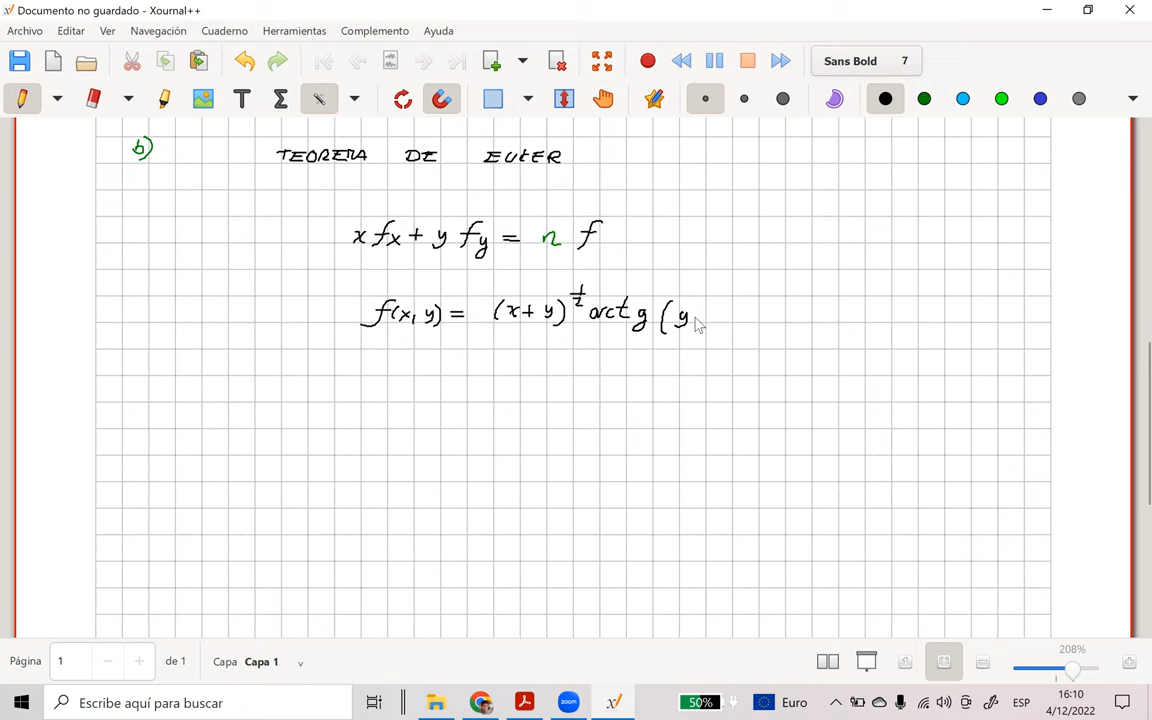 Documento no guardado - Xournal++
Archivo Editar Ver Navegación Cuaderno Herramientas Complemento Ayuda
Sans Bold 7
b) TEOREMA DE EULER
x fx + y fy = n f
f(x, y) = (x + y)^1/2 arctg (y
Página 1 de 1 Capa Capa 1 208%
Escribe aquí para buscar 50% Euro ESP 16:10
4/12/2022